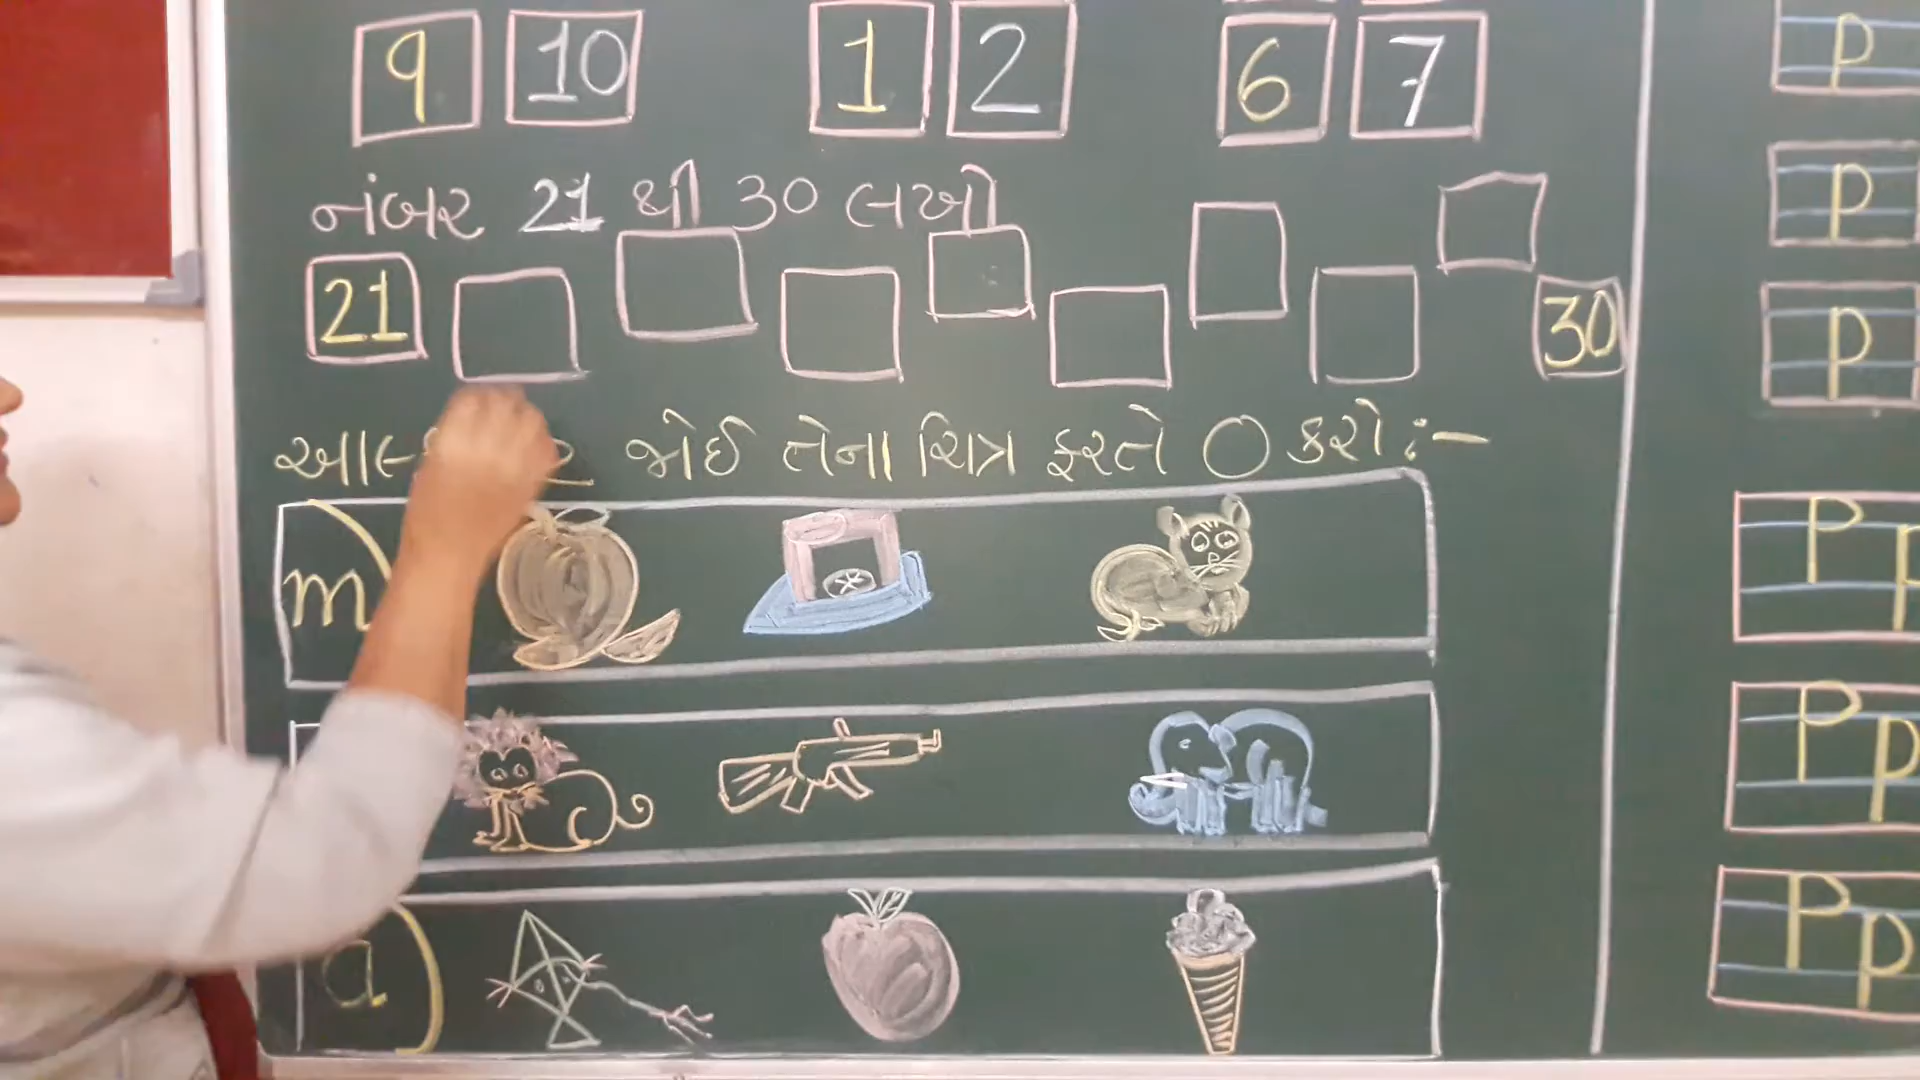 9 10 1 2 6 7
નંબર 21 થી 30 લખો
21 30
જોઈ તેના ચિત્ર ફરતે ○ કરો :-
m)
a)
p
p
p
P p
P p
P p